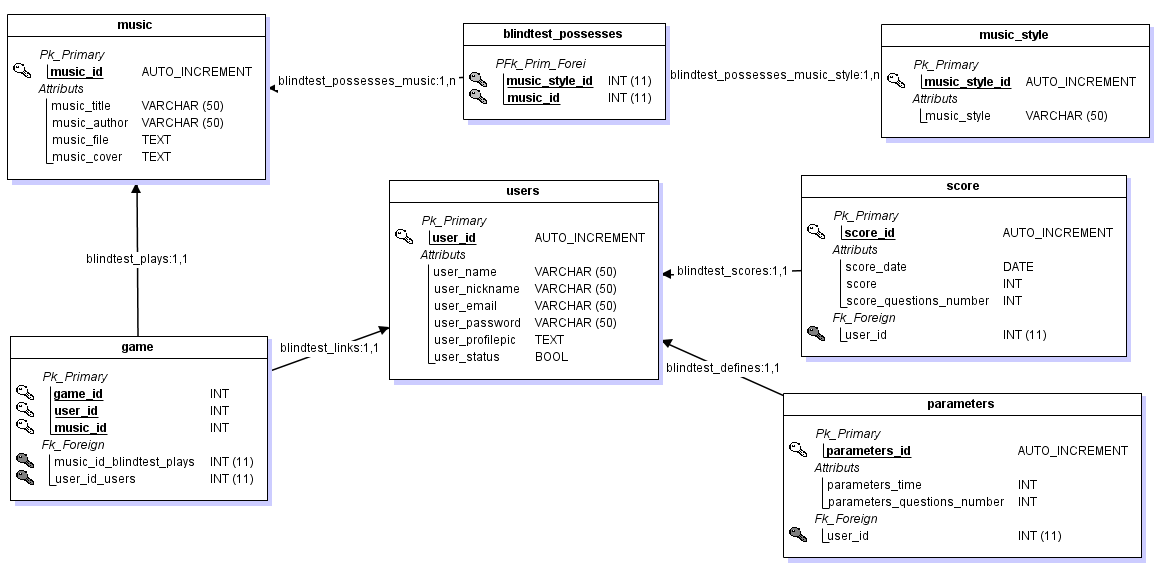 music
Pk_Primary
music_id AUTO_INCREMENT
Attributs
music_title VARCHAR (50)
music_author VARCHAR (50)
music_file TEXT
music_cover TEXT
blindtest_possesses_music:1,n
blindtest_possesses
PFk_Prim_Forei
music_style_id INT (11)
music_id INT (11)
blindtest_possesses_music_style:1,n
music_style
Pk_Primary
music_style_id AUTO_INCREMENT
Attributs
music_style VARCHAR (50)
blindtest_plays:1,1
users
Pk_Primary
user_id AUTO_INCREMENT
Attributs
user_name VARCHAR (50)
user_nickname VARCHAR (50)
user_email VARCHAR (50)
user_password VARCHAR (50)
user_profilepic TEXT
user_status BOOL
blindtest_scores:1,1
score
Pk_Primary
score_id AUTO_INCREMENT
Attributs
score_date DATE
score INT
score_questions_number INT
Fk_Foreign
user_id INT (11)
game
Pk_Primary
game_id INT
user_id INT
music_id INT
Fk_Foreign
music_id_blindtest_plays INT (11)
user_id_users INT (11)
blindtest_links:1,1
blindtest_defines:1,1
parameters
Pk_Primary
parameters_id AUTO_INCREMENT
Attributs
parameters_time INT
parameters_questions_number INT
Fk_Foreign
user_id INT (11)